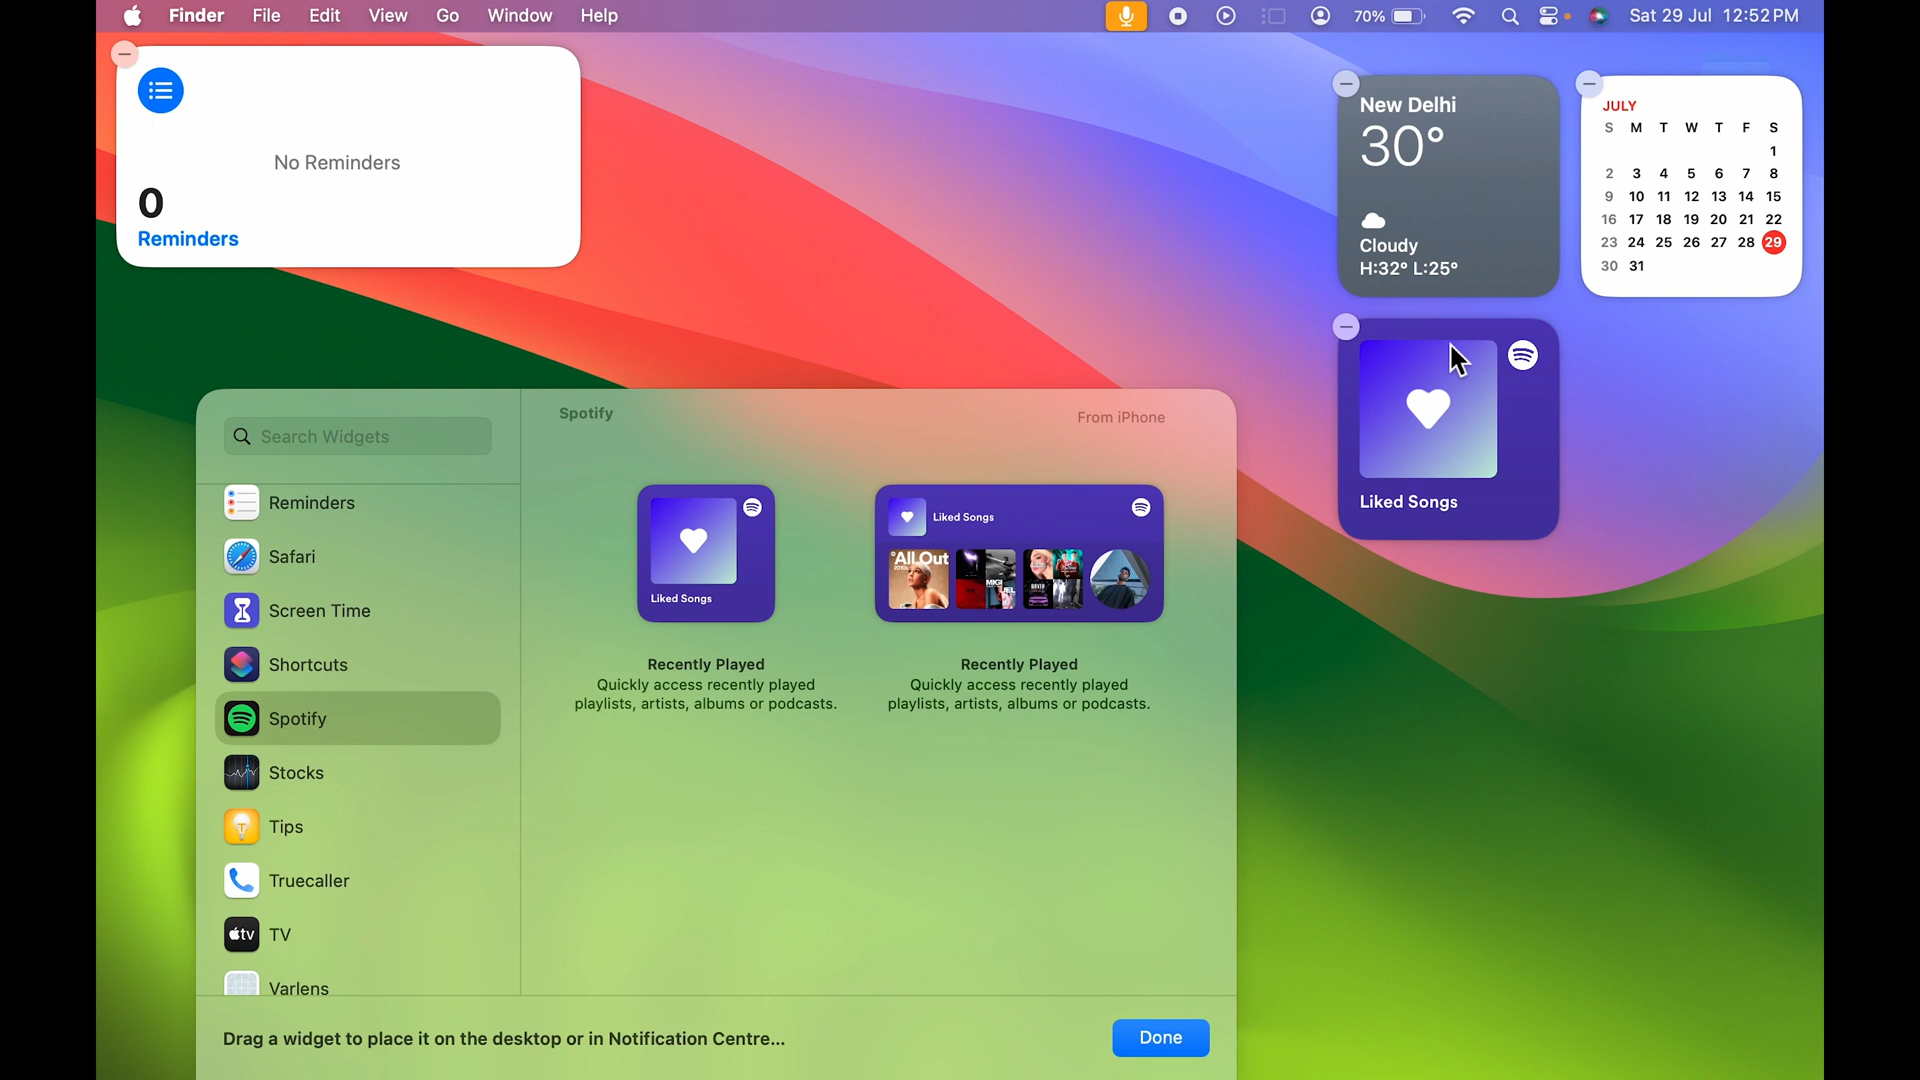 Finder File Edit View Go Window Help 70% Sat 29 Jul 12:52 PM
No Reminders
0
Reminders
New Delhi
30°
Cloudy
H:32° L:25°
JULY
S M T W T F S
1
2 3 4 5 6 7 8
9 10 11 12 13 14 15
16 17 18 19 20 21 22
23 24 25 26 27 28 29
30 31
Liked Songs
Search Widgets
Reminders
Safari
Screen Time
Shortcuts
Spotify
Stocks
Tips
Truecaller
tv TV
Varlens
Spotify From iPhone
Liked Songs
Recently Played
Quickly access recently played
playlists, artists, albums or podcasts.
Liked Songs
All Out
2010s
Recently Played
Quickly access recently played
playlists, artists, albums or podcasts.
Drag a widget to place it on the desktop or in Notification Centre...
Done